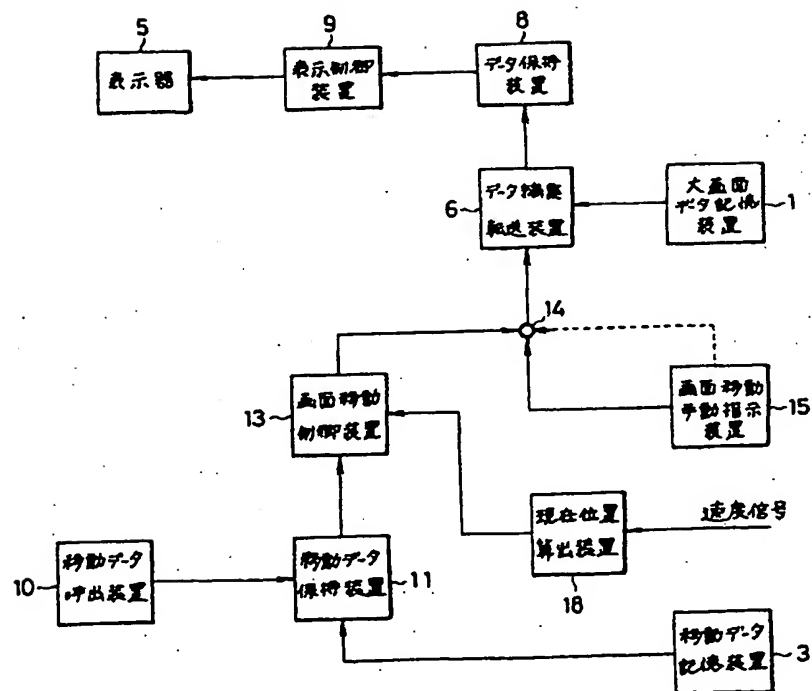 5
表示器
9
表示制御
装置
8
データ保持
装置
6
データ検索
転送装置
大画面
データ記憶
装置
1
14
13
画面移動
制御装置
画面移動
手動指示
装置
15
現在位置
算出装置
18
速度信号
10
移動データ
呼出装置
移動データ
保持装置
11
移動データ
記憶装置
3